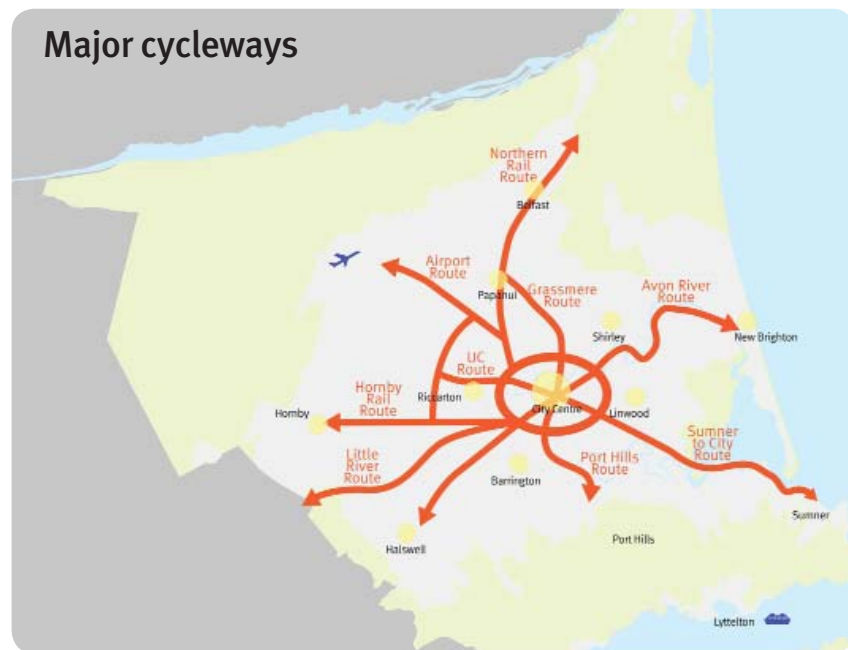 Major cycleways
Northern
Rail
Route
Belfast
Airport
Route
Papanui
Grassmere
Route
Avon River
Route
Shirley
New Brighton
UC
Route
Riccarton
Hornby
Rail
Route
Hornby
City Centre
Linwood
Little
River
Route
Barrington
Port Hills
Route
Sumner
to City
Route
Sumner
Halswell
Port Hills
Lyttelton